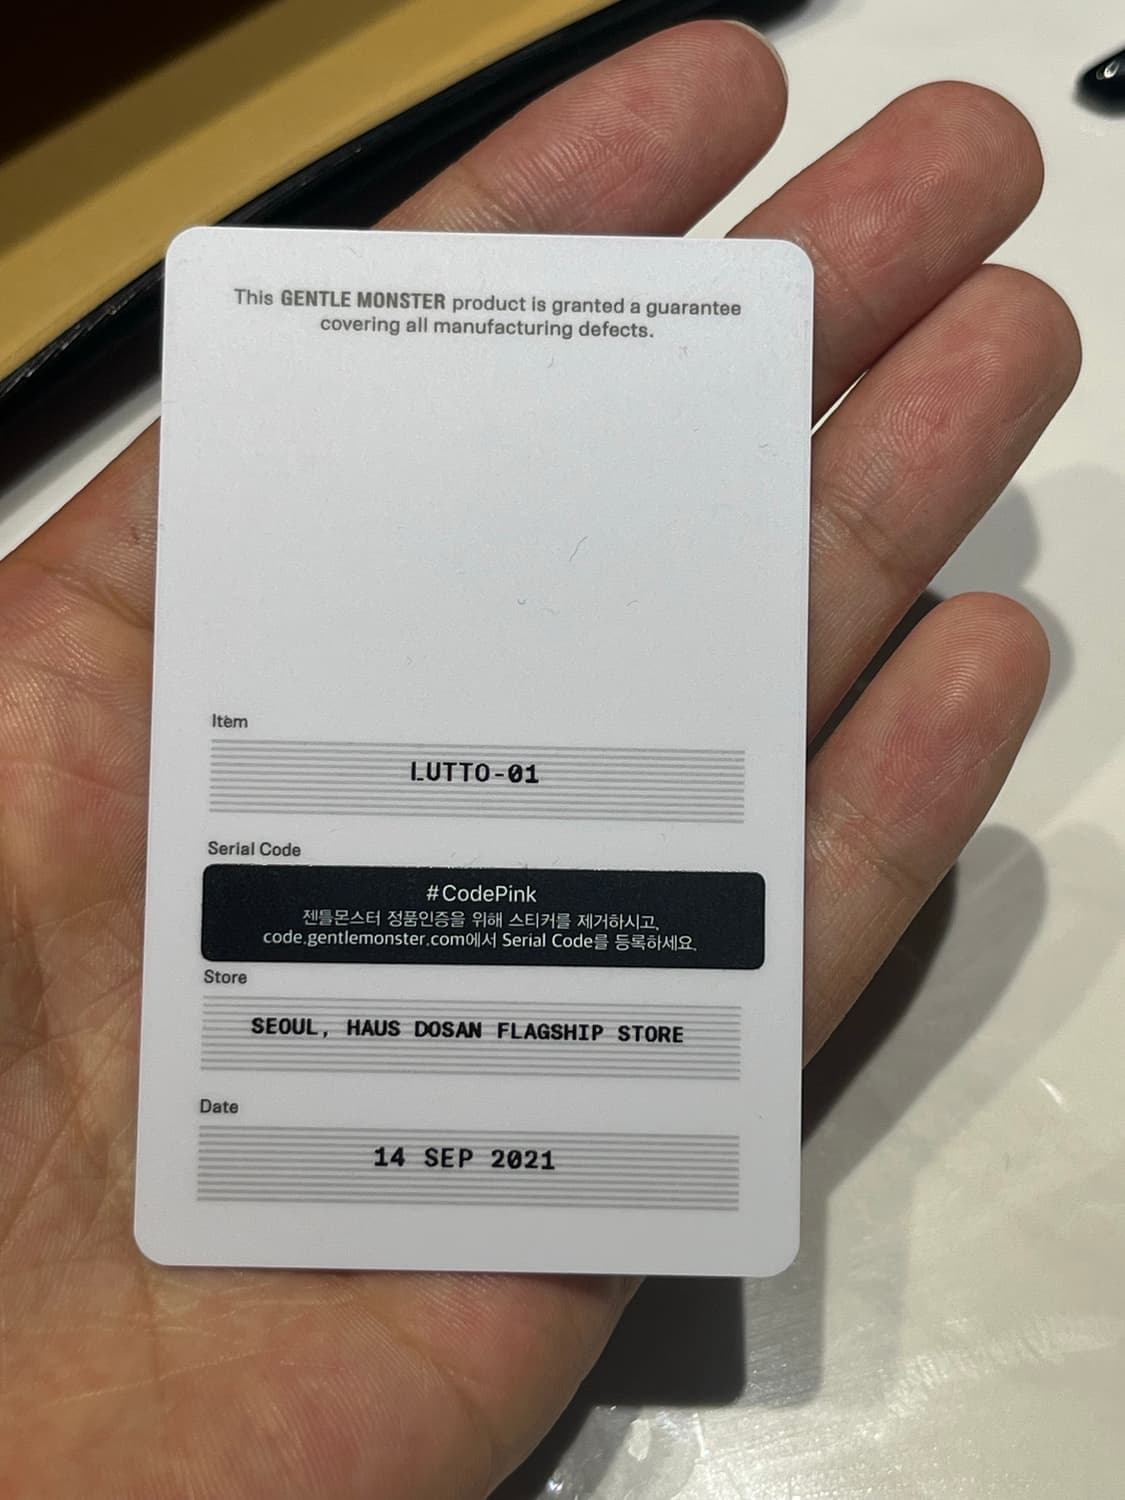 This GENTLE MONSTER product is granted a guarantee
covering all manufacturing defects.
Item
LUTTO-01
Serial Code
#CodePink
젠틀몬스터 정품인증을 위해 스티커를 제거하시고,
code.gentlemonster.com에서 Serial Code를 등록하세요.
Store
SEOUL, HAUS DOSAN FLAGSHIP STORE
Date
14 SEP 2021